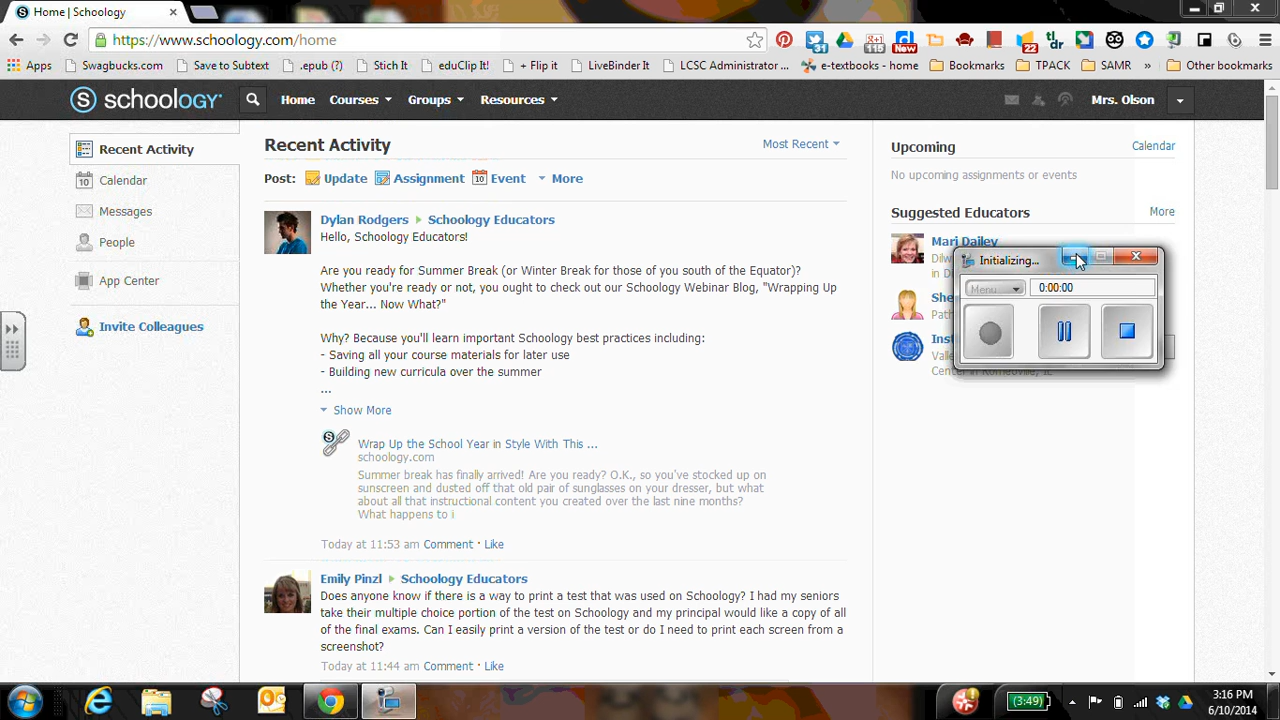 Home | Schoology
https://www.schoology.com/home
31
115
New
22
tldr
Apps
Swagbucks.com
Save to Subtext
.epub (?)
Stich It
eduClip It!
+ Flip it
LiveBinder It
LCSC Administrator ...
e-textbooks - home
Bookmarks
TPACK
SAMR
»
Other bookmarks
S schoology
Home
Courses
Groups
Resources
Mrs. Olson
Recent Activity
10 Calendar
Messages
People
App Center
Invite Colleagues
Recent Activity
Most Recent
Post: Update Assignment 10 Event More
Dylan Rodgers Schoology Educators
Hello, Schoology Educators!
Are you ready for Summer Break (or Winter Break for those of you south of the Equator)?
Whether you're ready or not, you ought to check out our Schoology Webinar Blog, "Wrapping Up
the Year... Now What?"
Why? Because you'll learn important Schoology best practices including:
- Saving all your course materials for later use
- Building new curricula over the summer
...
Show More
Wrap Up the School Year in Style With This ...
schoology.com
Summer break has finally arrived! Are you ready? O.K., so you've stocked up on
sunscreen and dusted off that old pair of sunglasses on your dresser, but what
about all that instructional content you created over the last nine months?
What happens to i
Today at 11:53 am Comment · Like
Emily Pinzl Schoology Educators
Does anyone know if there is a way to print a test that was used on Schoology? I had my seniors
take their multiple choice portion of the test on Schoology and my principal would like a copy of all
of the final exams. Can I easily print a version of the test or do I need to print each screen from a
screenshot?
Today at 11:44 am Comment · Like
Upcoming
Calendar
No upcoming assignments or events
Suggested Educators
More
Mari Dailey
Initializing...
Menu
0:00:00
(3:49)
3:16 PM
6/10/2014